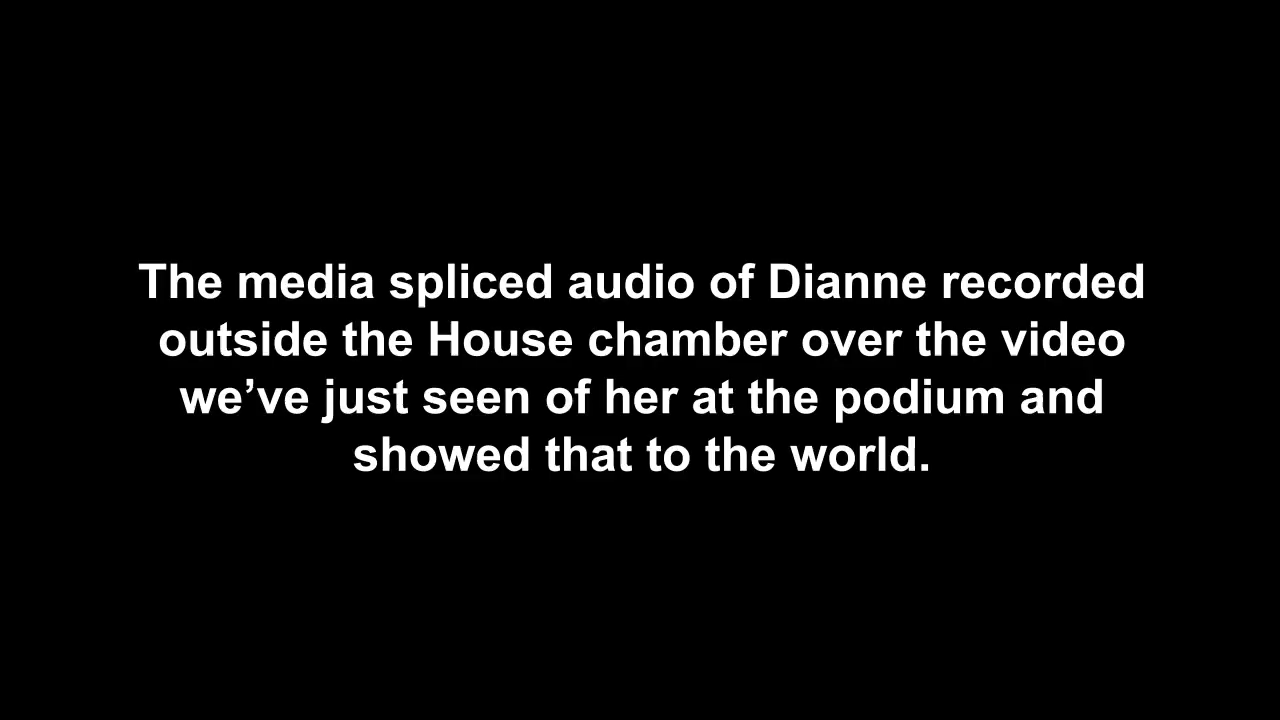 The media spliced audio of Dianne recorded
outside the House chamber over the video
we’ve just seen of her at the podium and
showed that to the world.